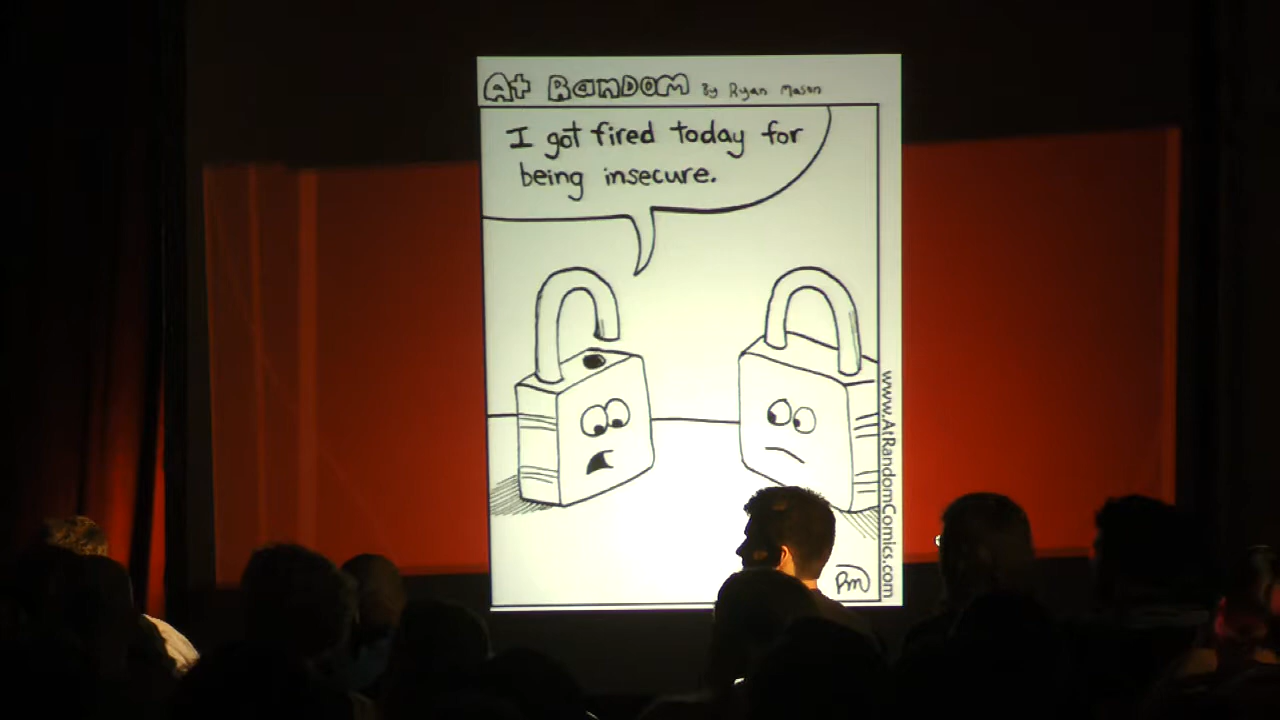 At RANDOM By Ryan Mason
I got fired today for
being insecure.
www.AtRandomComics.com
RM